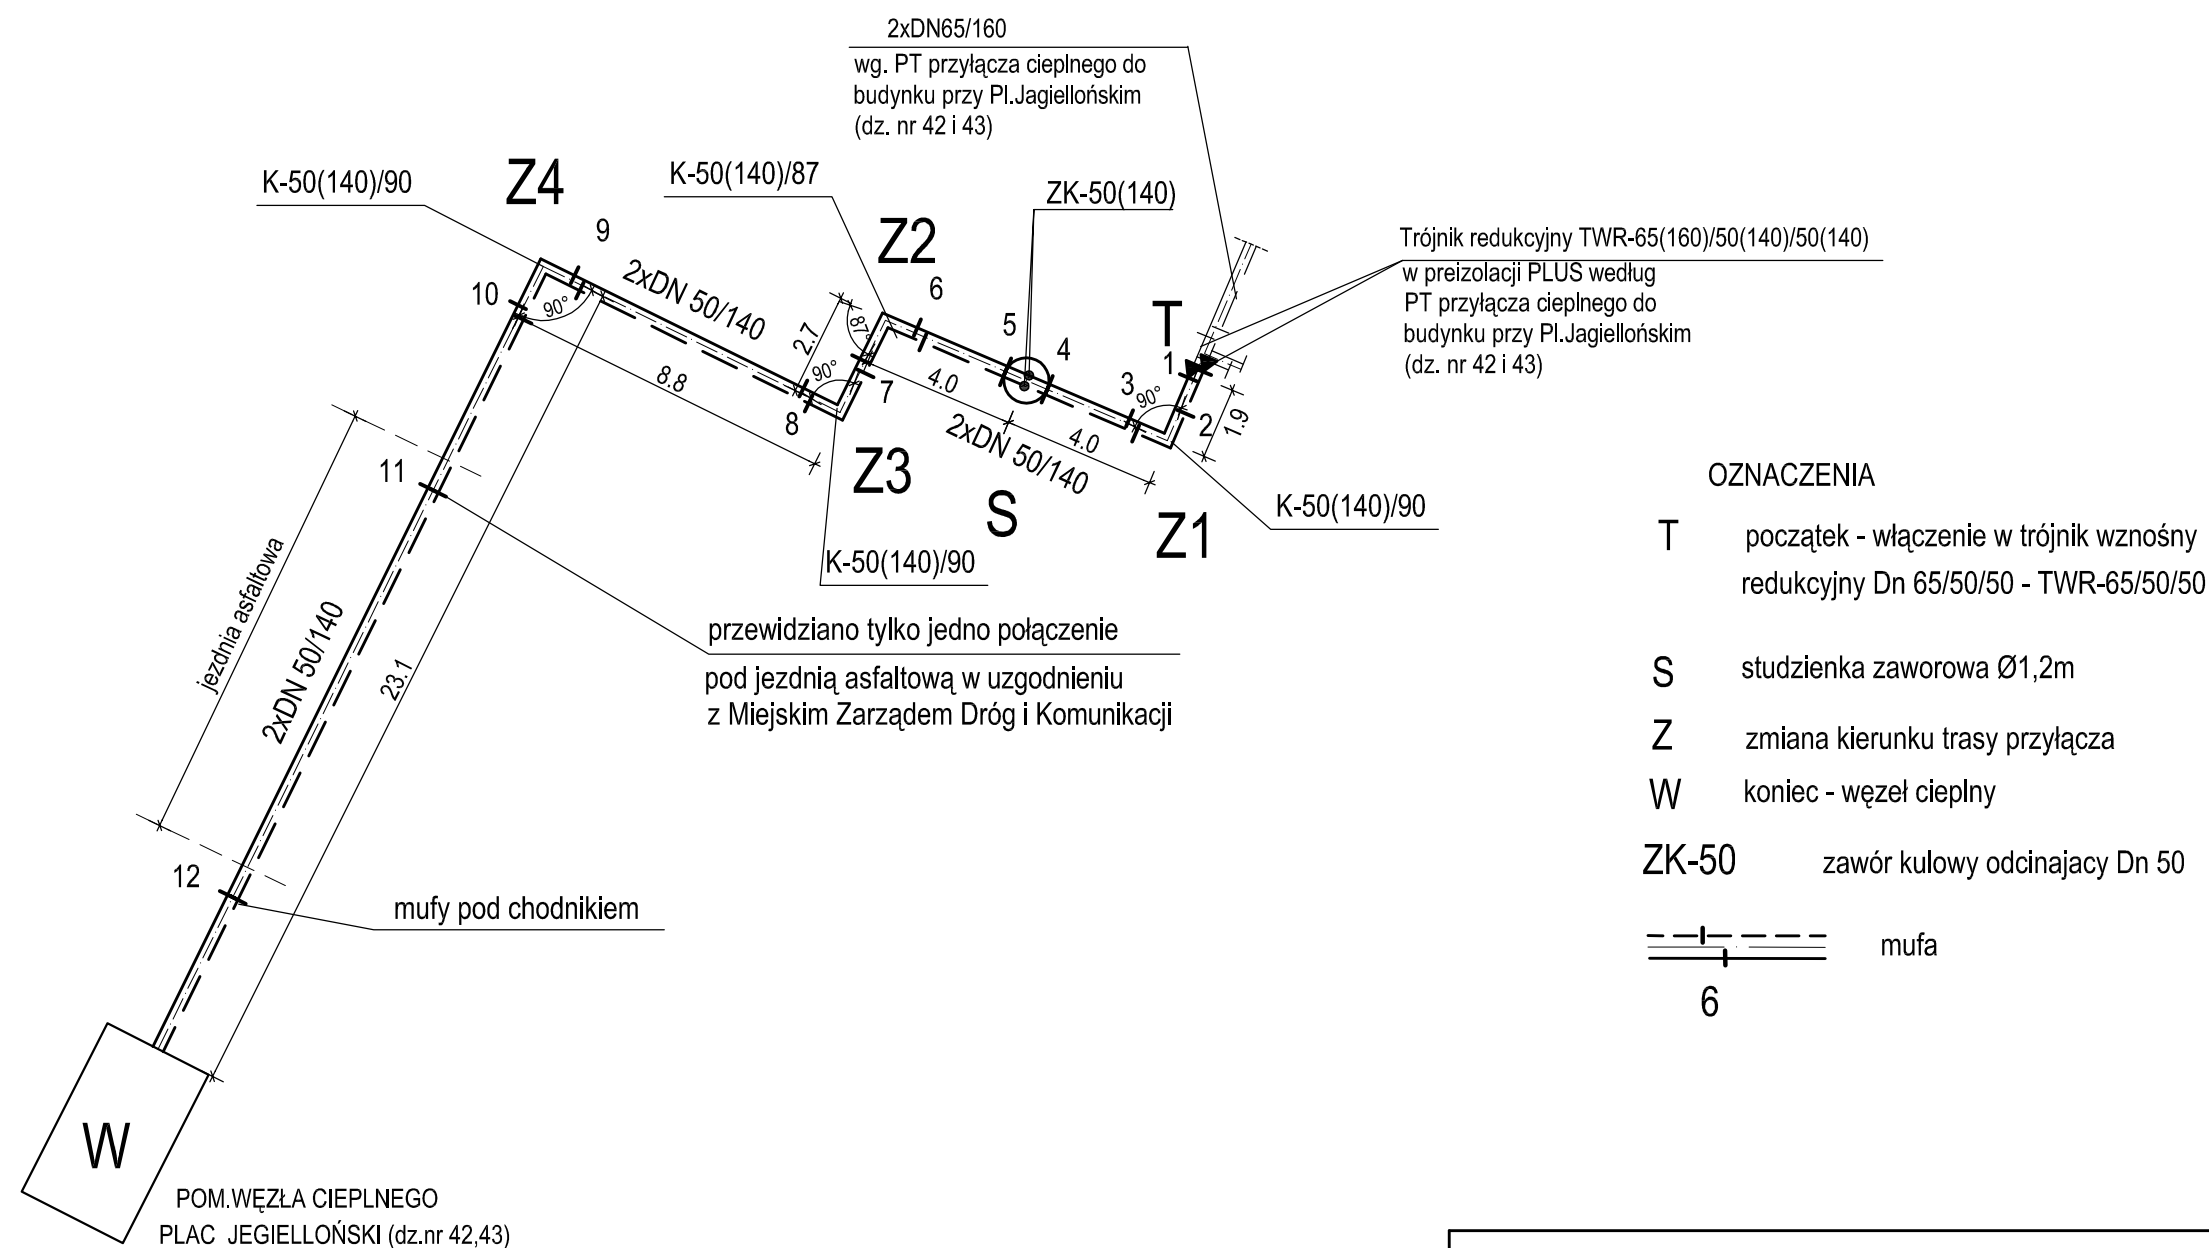 2xDN65/160
wg. PT przyłącza cieplnego do
budynku przy Pl.Jagiellońskim
(dz. nr 42 i 43)
K-50(140)/90
Z4
K-50(140)/87
Z2
ZK-50(140)
Trójnik redukcyjny TWR-65(160)/50(140)/50(140)
w preizolacji PLUS według
PT przyłącza cieplnego do
budynku przy Pl.Jagiellońskim
(dz. nr 42 i 43)
9
10
90°
2xDN 50/140
8.8
2.7
87°
90°
6
7
8
5
4
T
1
3
90°
2
1.9
4.0
4.0
2xDN 50/140
Z3
S
Z1
K-50(140)/90
K-50(140)/90
11
jezdnia asfaltowa
2xDN 50/140
23.1
przewidziano tylko jedno połączenie
pod jezdnią asfaltową w uzgodnieniu
z Miejskim Zarządem Dróg i Komunikacji
12
mufy pod chodnikiem
W
POM.WĘZŁA CIEPLNEGO
PLAC JEGIELLOŃSKI (dz.nr 42,43)
OZNACZENIA
T początek - włączenie w trójnik wznośny
redukcyjny Dn 65/50/50 - TWR-65/50/50
S studzienka zaworowa Ø1,2m
Z zmiana kierunku trasy przyłącza
W koniec - węzeł cieplny
ZK-50 zawór kulowy odcinajacy Dn 50
mufa
6